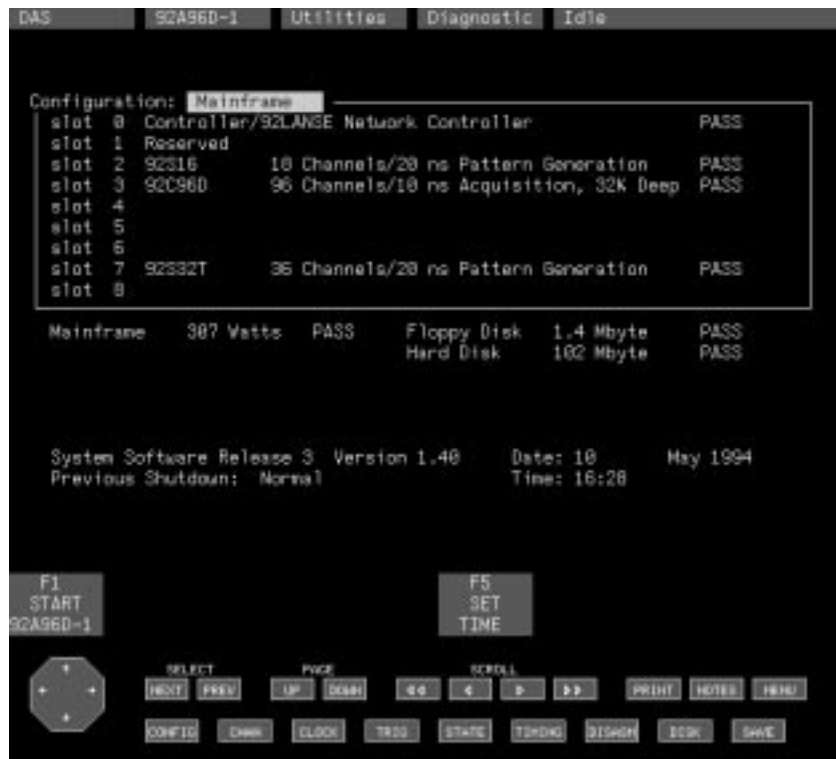 DAS 92A96D-1 Utilities Diagnostic Idle
Configuration: Mainframe
slot 0 Controller/92LANSE Network Controller PASS
slot 1 Reserved
slot 2 92S16 18 Channels/20 ns Pattern Generation PASS
slot 3 92C96D 96 Channels/10 ns Acquisition, 32K Deep PASS
slot 4
slot 5
slot 6
slot 7 92S32T 36 Channels/20 ns Pattern Generation PASS
slot 8
Mainframe 307 Watts PASS Floppy Disk 1.4 Mbyte PASS
Hard Disk 102 Mbyte PASS
System Software Release 3 Version 1.40 Date: 10 May 1994
Previous Shutdown: Normal Time: 16:28
F1 F5
START SET
92A96D-1 TIME
SELECT PAGE SCROLL
NEXT PREV UP DOWN PRINT NOTES MENU
CONFIG CHAN CLOCK TRIG STATE TIMING DISASM DISK SAVE